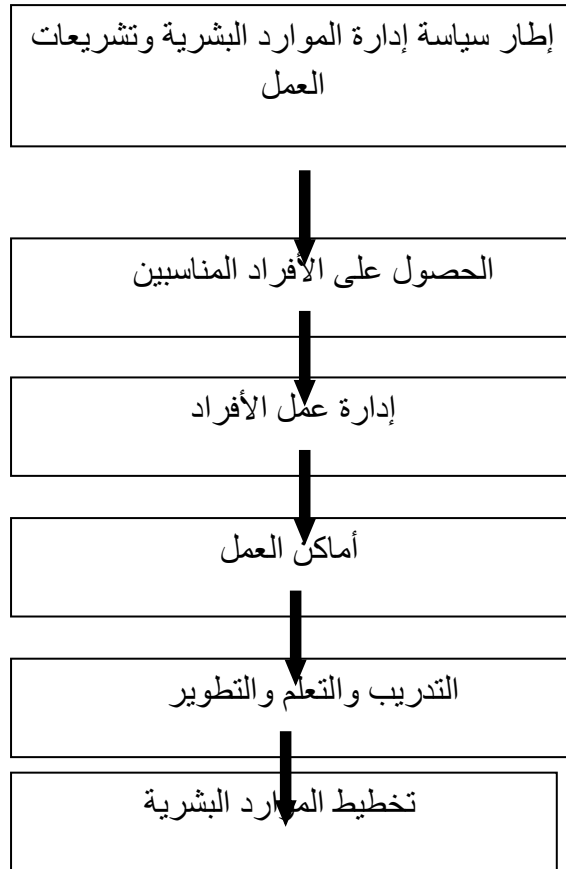 إطار سياسة إدارة الموارد البشرية وتشريعات
العمل
الحصول على الأفراد المناسبين
إدارة عمل الأفراد
أماكن العمل
التدريب والتعلم والتطوير
تخطيط الموارد البشرية